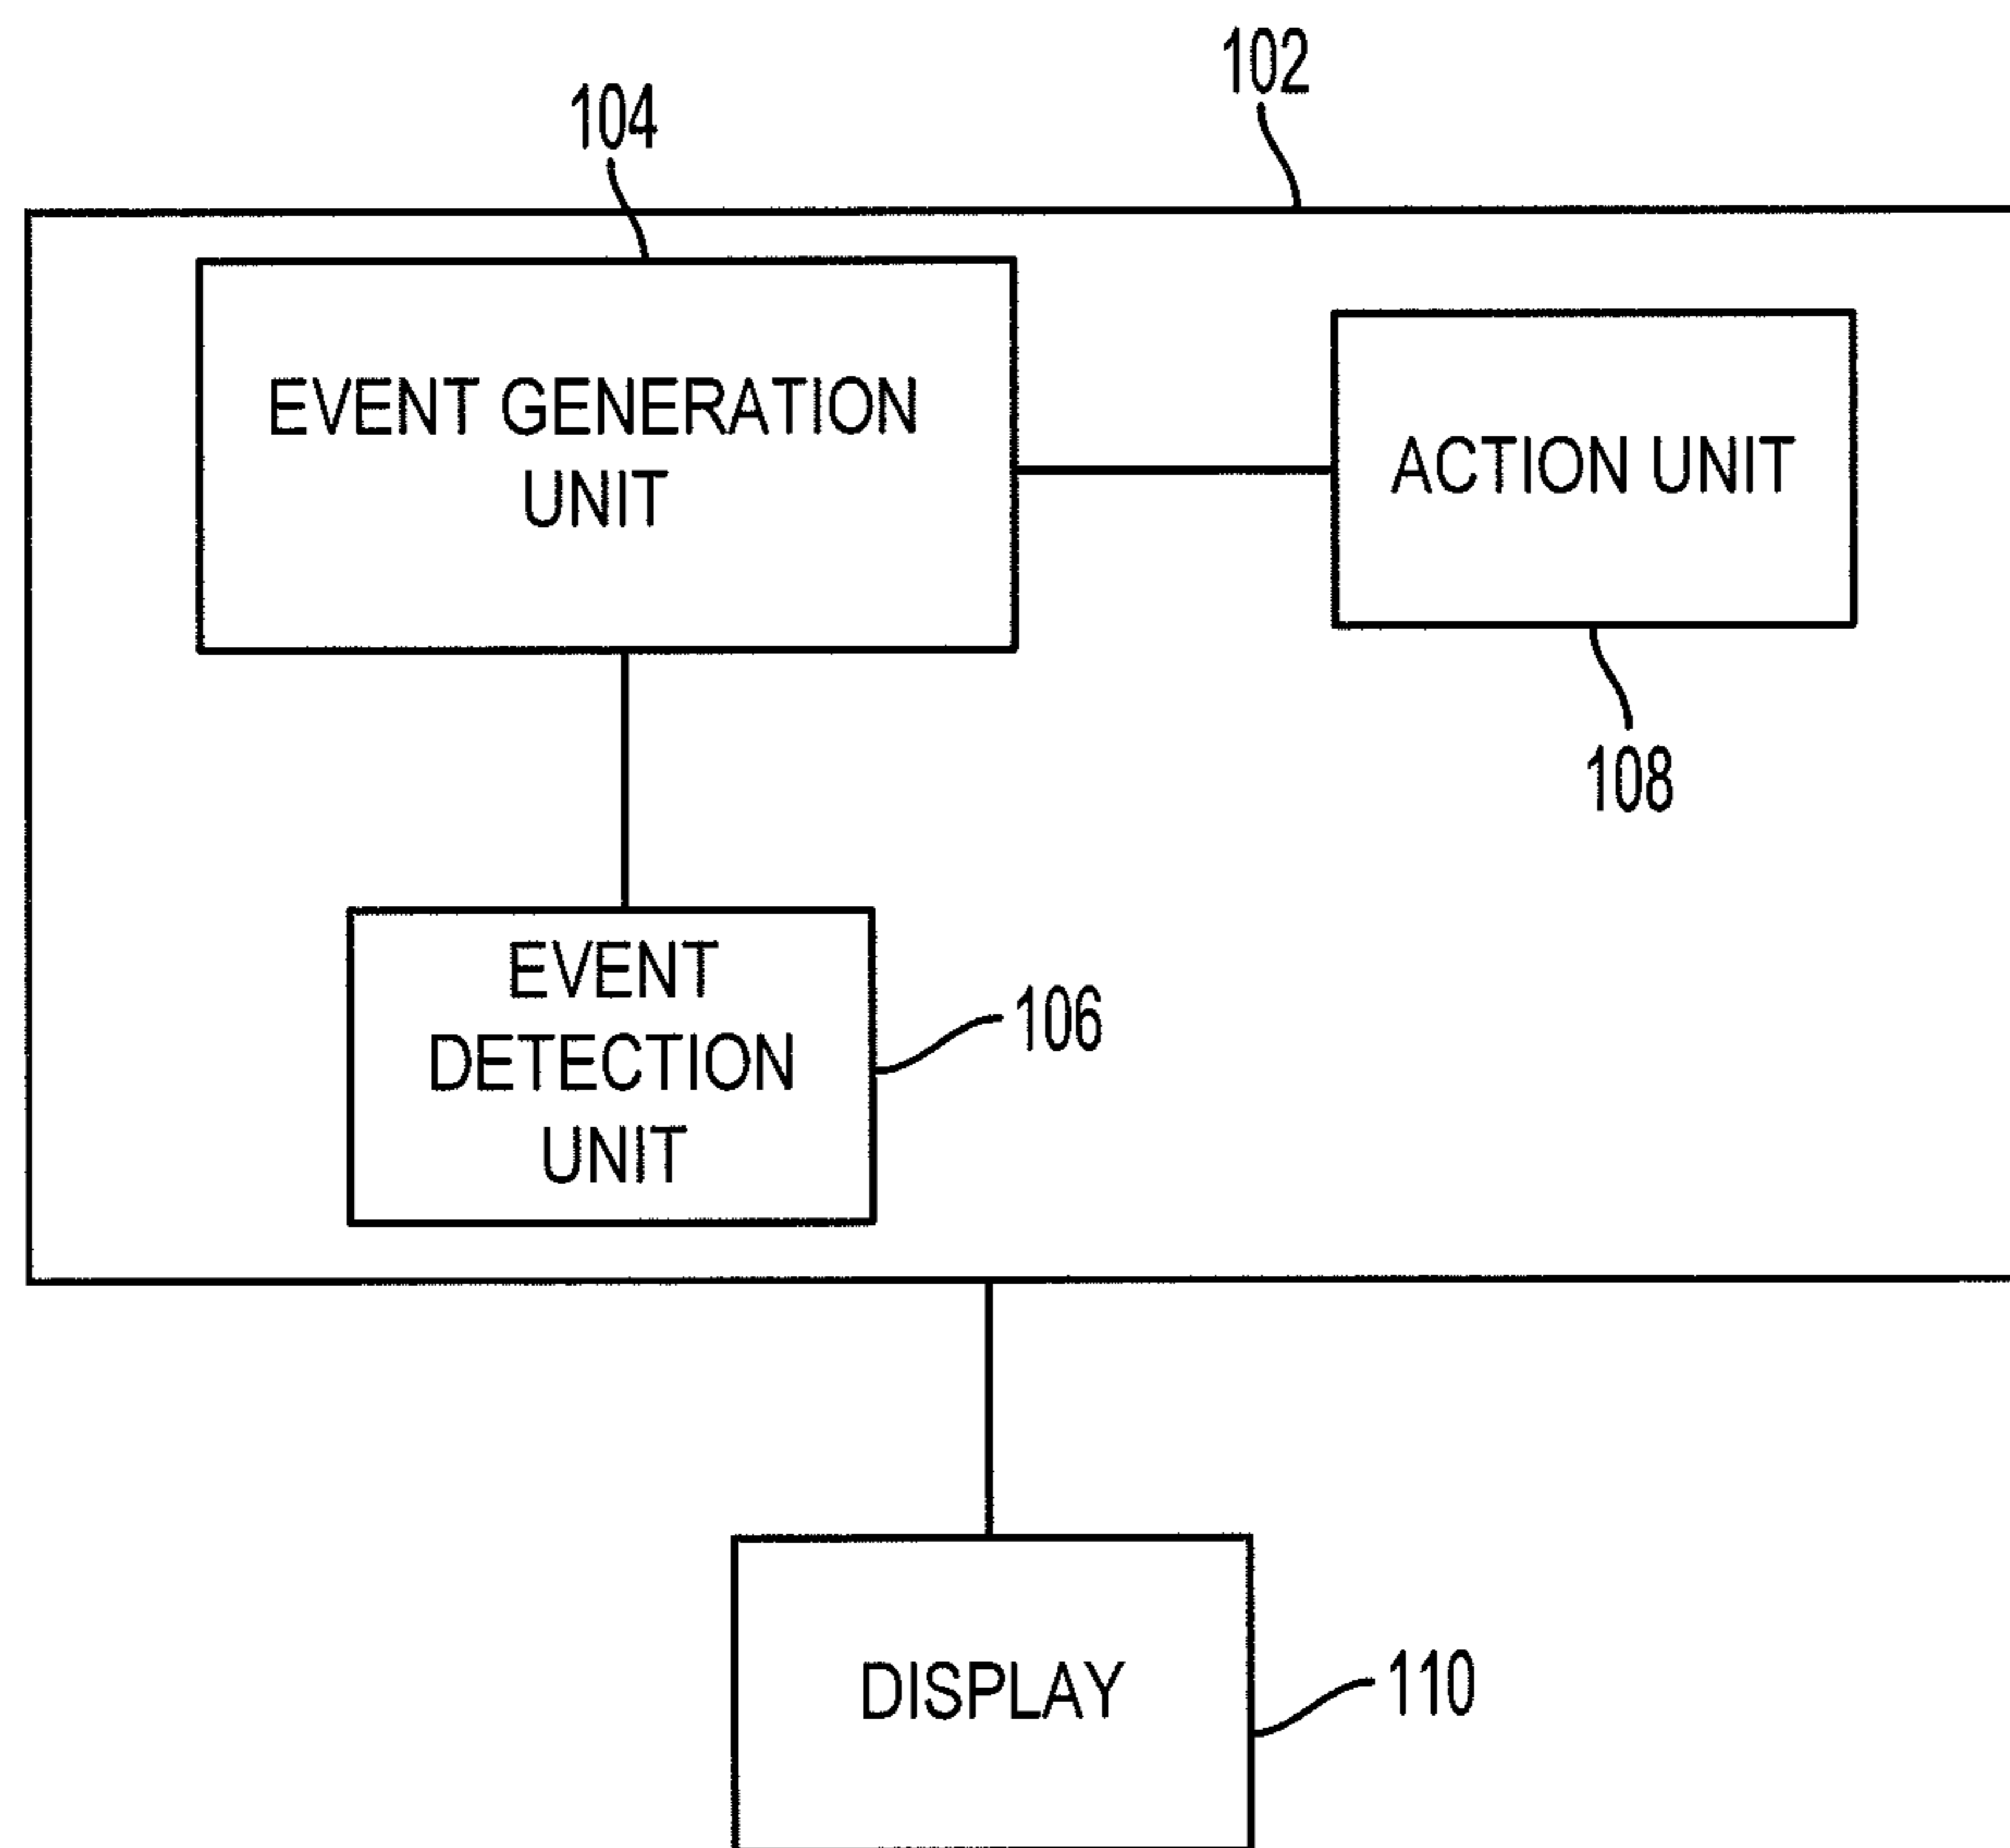 102
104
EVENT GENERATION
UNIT
ACTION UNIT
108
EVENT
DETECTION
UNIT
106
DISPLAY
110